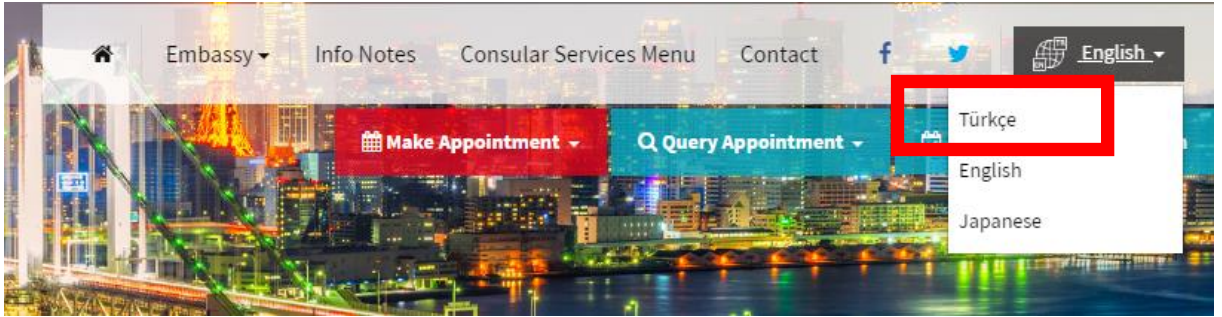 Embassy Info Notes Consular Services Menu Contact f English
Make Appointment Query Appointment
Türkçe
English
Japanese